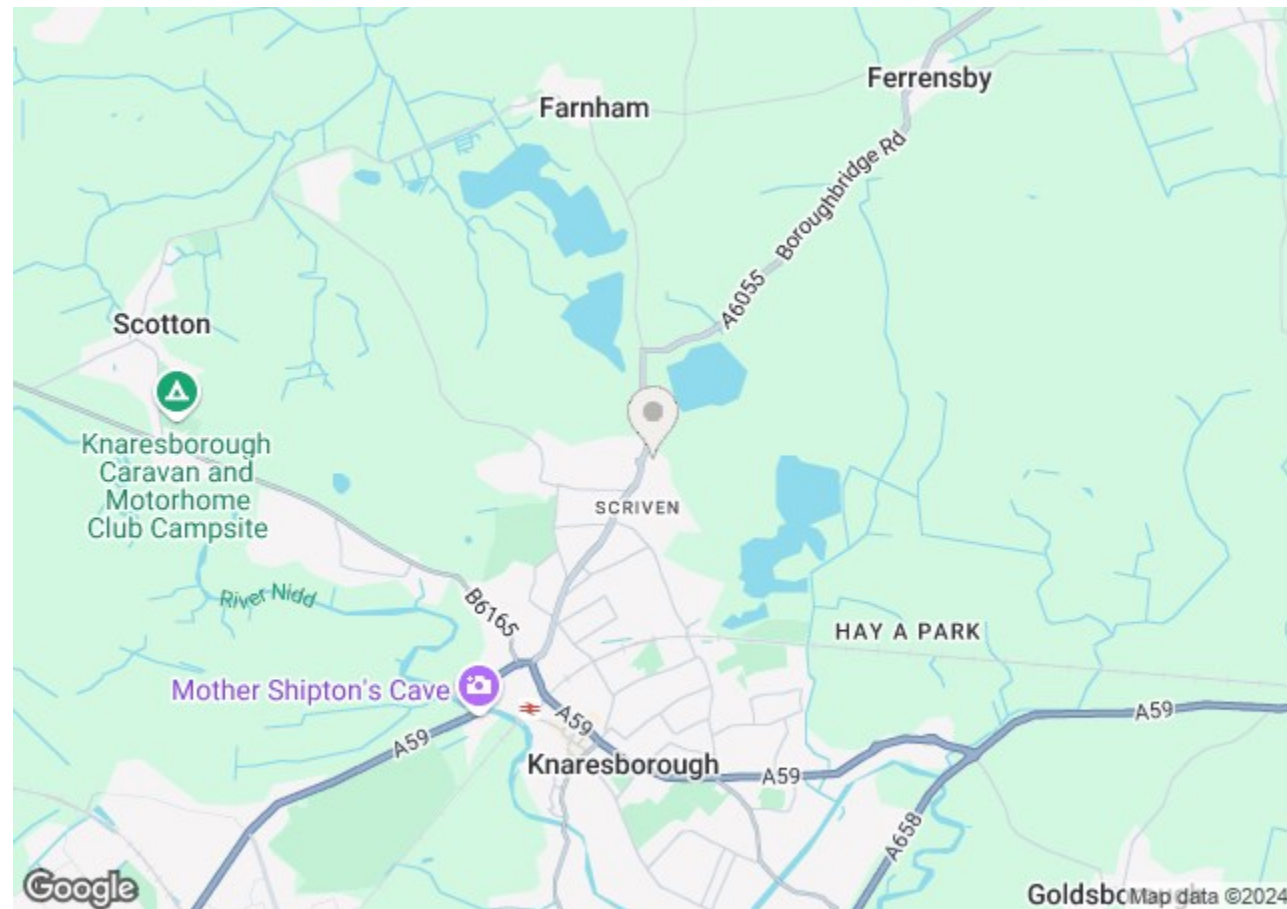 Ferrensby
Farnham
Boroughbridge Rd
A6055
Scotton
Knaresborough
Caravan and
Motorhome
Club Campsite
SCRIVEN
River Nidd
B6165
HAY A PARK
Mother Shipton's Cave
A59
A59
A59
Knaresborough
A59
A658
Google
Map data ©2024